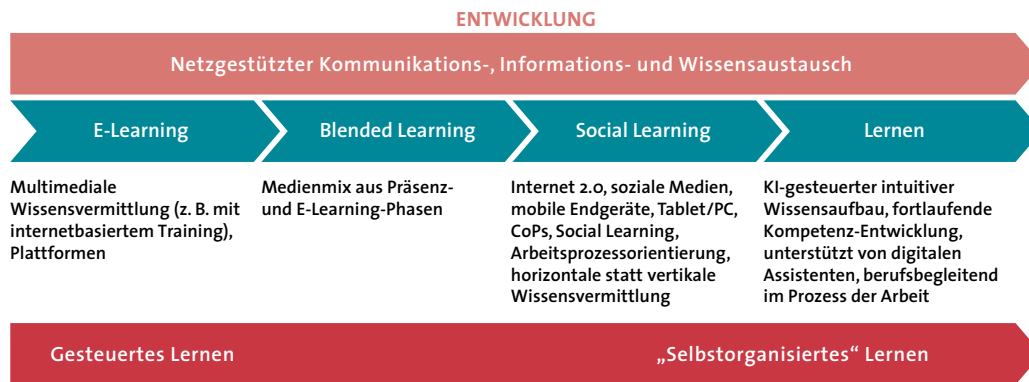 ENTWICKLUNG
Netzgestützter Kommunikations-, Informations- und Wissensaustausch
E-Learning
Blended Learning
Social Learning
Lernen
Multimediale
Wissensvermittlung (z. B. mit
internetbasiertem Training),
Plattformen
Medienmix aus Präsenz-
und E-Learning-Phasen
Internet 2.0, soziale Medien,
mobile Endgeräte, Tablet/PC,
CoPs, Social Learning,
Arbeitsprozessorientierung,
horizontale statt vertikale
Wissensvermittlung
KI-gesteuerter intuitiver
Wissensaufbau, fortlaufende
Kompetenz-Entwicklung,
unterstützt von digitalen
Assistenten, berufsbegleitend
im Prozess der Arbeit
Gesteuertes Lernen
„Selbstorganisiertes“ Lernen